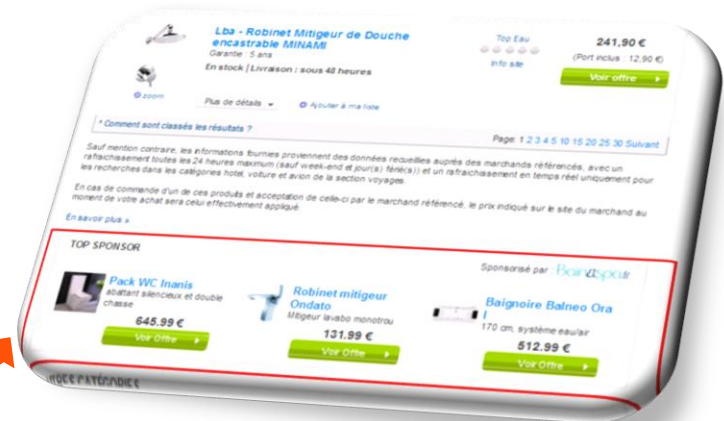 Lba - Robinet Mitigeur de Douche
encastrable MINAMI
Garantie : 5 ans
En stock | Livraison : sous 48 heures
Top Eau
info site
241,90 €
(Port inclus : 12,90 €)
Voir offre
zoom
Plus de détails
Ajouter à ma liste
* Comment sont classés les résultats ?
Page: 1 2 3 4 5 10 15 20 25 30 Suivant
Sauf mention contraire, les informations fournies proviennent des données recueillies auprès des marchands référencés, avec un
rafraichissement toutes les 24 heures maximum (sauf week-end et jour(s) férié(s)) et un rafraichissement en temps réel uniquement pour
les recherches dans les catégories hotel, voiture et avion de la section voyages.
En cas de commande d'un de ces produits et acceptation de celle-ci par le marchand référencé, le prix indiqué sur le site du marchand au
moment de votre achat sera celui effectivement appliqué.
En savoir plus »
TOP SPONSOR
Sponsorisé par : Bainespa.fr
Pack WC Inanis
abattant silencieux et double
chasse
645.99 €
Voir Offre
Robinet mitigeur
Ondato
Mitigeur lavabo monotrou
131.99 €
Voir Offre
Baignoire Balneo Ora
I
170 cm, système eau/air
512.99 €
Voir Offre
CATÉGORIES